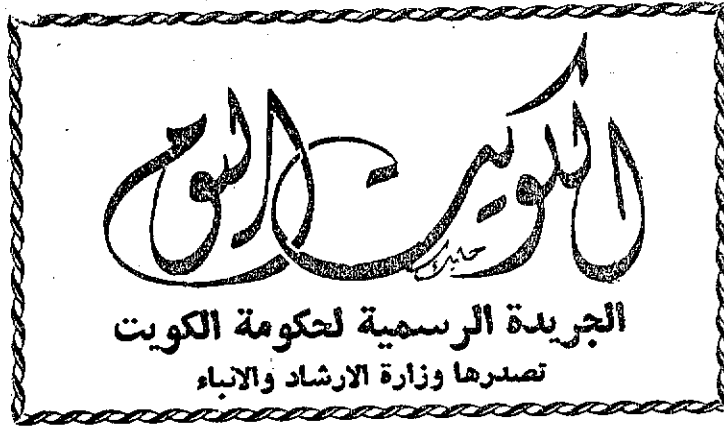 الكويت اليوم
الجريدة الرسمية لحكومة الكويت
تصدرها وزارة الارشاد والانباء